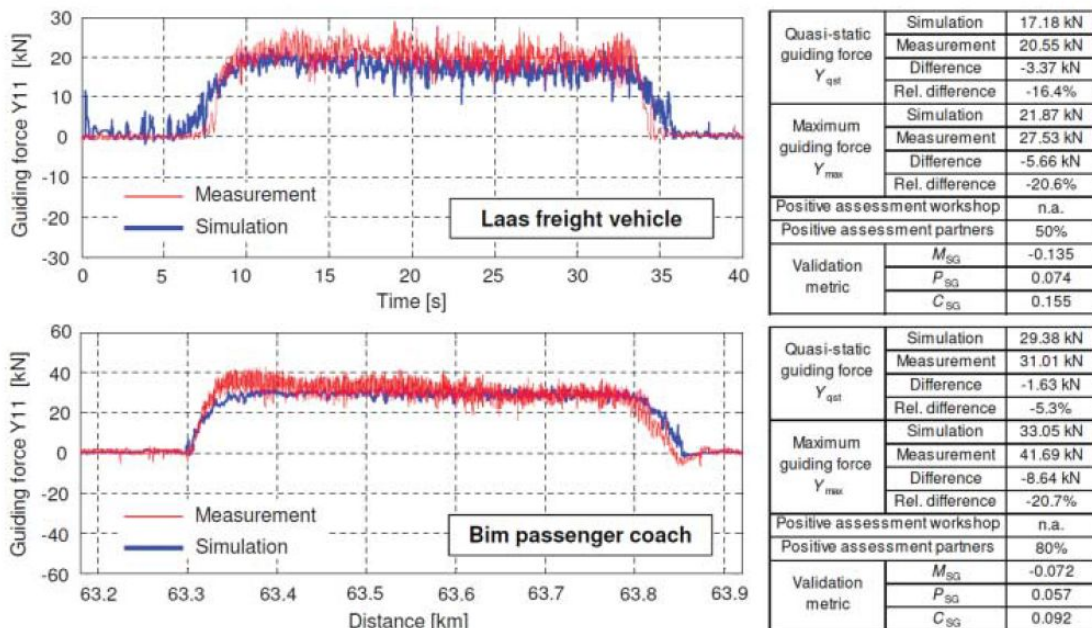 Guiding force Y11 [kN]
30
20
10
0
-10
-20
-30
Measurement
Simulation
Laas freight vehicle
0 5 10 15 20 25 30 35 40
Time [s]
Quasi-static guiding force Yqst
Simulation 17.18 kN
Measurement 20.55 kN
Difference -3.37 kN
Rel. difference -16.4%
Maximum guiding force Ymax
Simulation 21.87 kN
Measurement 27.53 kN
Difference -5.66 kN
Rel. difference -20.6%
Positive assessment workshop n.a.
Positive assessment partners 50%
Validation metric
MSG -0.135
PSG 0.074
CSG 0.155
Guiding force Y11 [kN]
60
40
20
0
-20
-40
-60
Measurement
Simulation
Bim passenger coach
63.2 63.3 63.4 63.5 63.6 63.7 63.8 63.9
Distance [km]
Quasi-static guiding force Yqst
Simulation 29.38 kN
Measurement 31.01 kN
Difference -1.63 kN
Rel. difference -5.3%
Maximum guiding force Ymax
Simulation 33.05 kN
Measurement 41.69 kN
Difference -8.64 kN
Rel. difference -20.7%
Positive assessment workshop n.a.
Positive assessment partners 80%
Validation metric
MSG -0.072
PSG 0.057
CSG 0.092